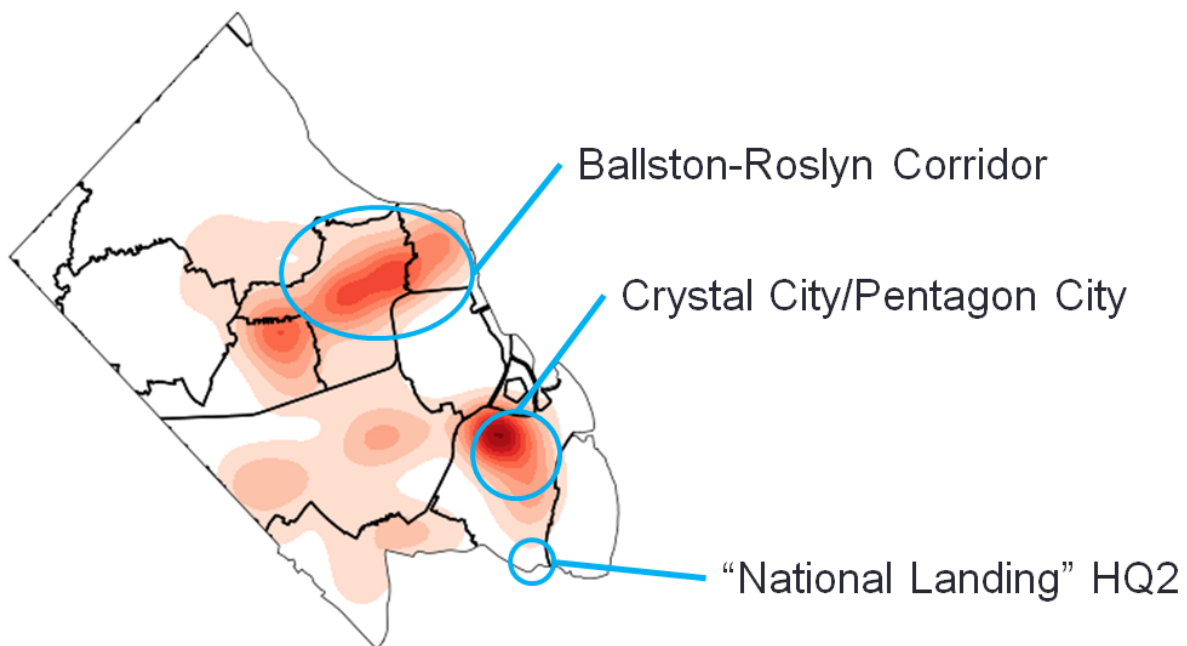 Ballston-Roslyn Corridor
Crystal City/Pentagon City
“National Landing” HQ2